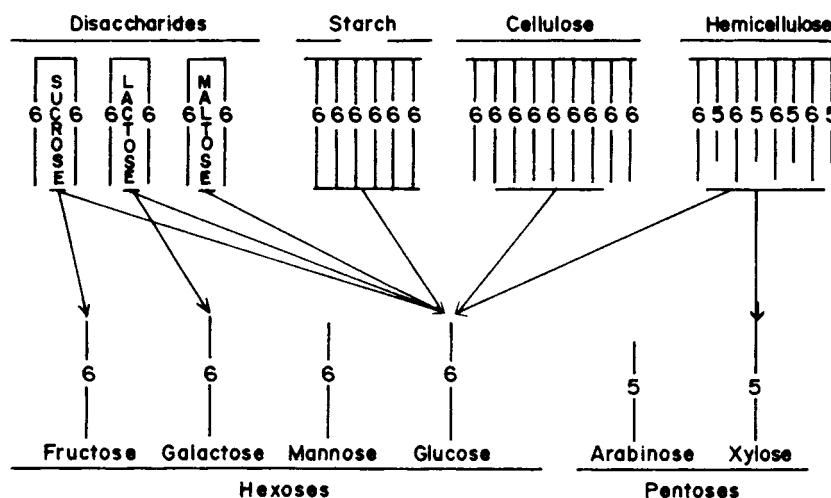 Disaccharides Starch Cellulose Hemicellulose
SUCROSE LACTOSE MALTOSE
6 6 6 6 6 6 6 6 6 6 6 6 6 6 6 6 6 6 6 6 6 5 6 5 6 5 6 5
6 6 6 6 5 5
Fructose Galactose Mannose Glucose Arabinose Xylose
Hexoses Pentoses